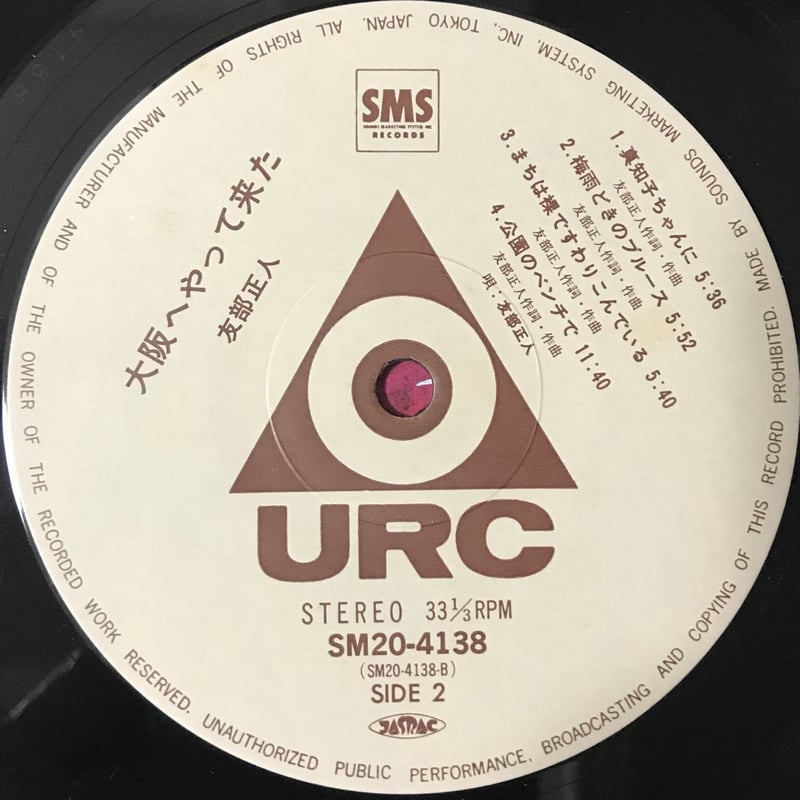 SMS
SOUNDS MARKETING SYSTEM INC
RECORDS
大阪へやって来た
友部正人
1. 真知子ちゃんに 5:36
友部正人作詞・作曲
2. 梅雨どきのブルース 5:52
友部正人作詞・作曲
3. まちは裸ですわりこんでいる 5:40
友部正人作詞・作曲
4. 公園のベンチで 11:40
友部正人作詞・作曲
唄:友部正人
URC
STEREO 33 1/3 RPM
SM20-4138
(SM20-4138-B)
SIDE 2
JASRAC
MADE BY SOUNDS MARKETING SYSTEM, INC., TOKYO JAPAN. ALL RIGHTS OF THE MANUFACTURER AND OF THE OWNER OF THE RECORDED WORK RESERVED. UNAUTHORIZED PUBLIC PERFORMANCE. BROADCASTING AND COPYING OF THIS RECORD PROHIBITED.